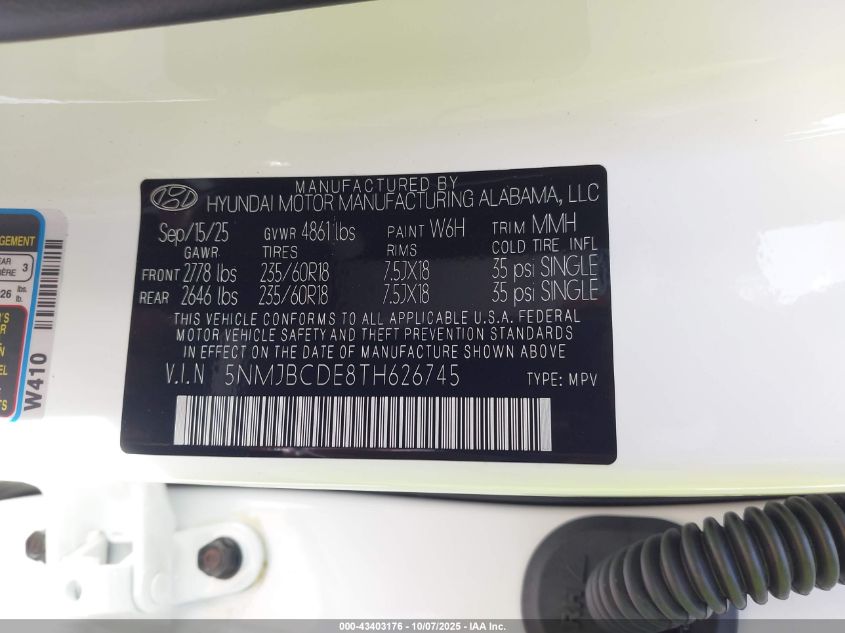 MANUFACTURED BY
HYUNDAI MOTOR MANUFACTURING ALABAMA, LLC
Sep/15/25 GVWR 4861 lbs PAINT W6H TRIM MMH
GAWR TIRES RIMS COLD TIRE INFL
FRONT 2778 lbs 235/60R18 7.5JX18 35 psi SINGLE
REAR 2646 lbs 235/60R18 7.5JX18 35 psi SINGLE
THIS VEHICLE CONFORMS TO ALL APPLICABLE U.S.A. FEDERAL
MOTOR VEHICLE SAFETY AND THEFT PREVENTION STANDARDS
IN EFFECT ON THE DATE OF MANUFACTURE SHOWN ABOVE
V.I.N 5NMJBCDE8TH626745 TYPE: MPV
3
lbs.
lb.
W410
000-43403176 - 10/07/2025 - IAA Inc.